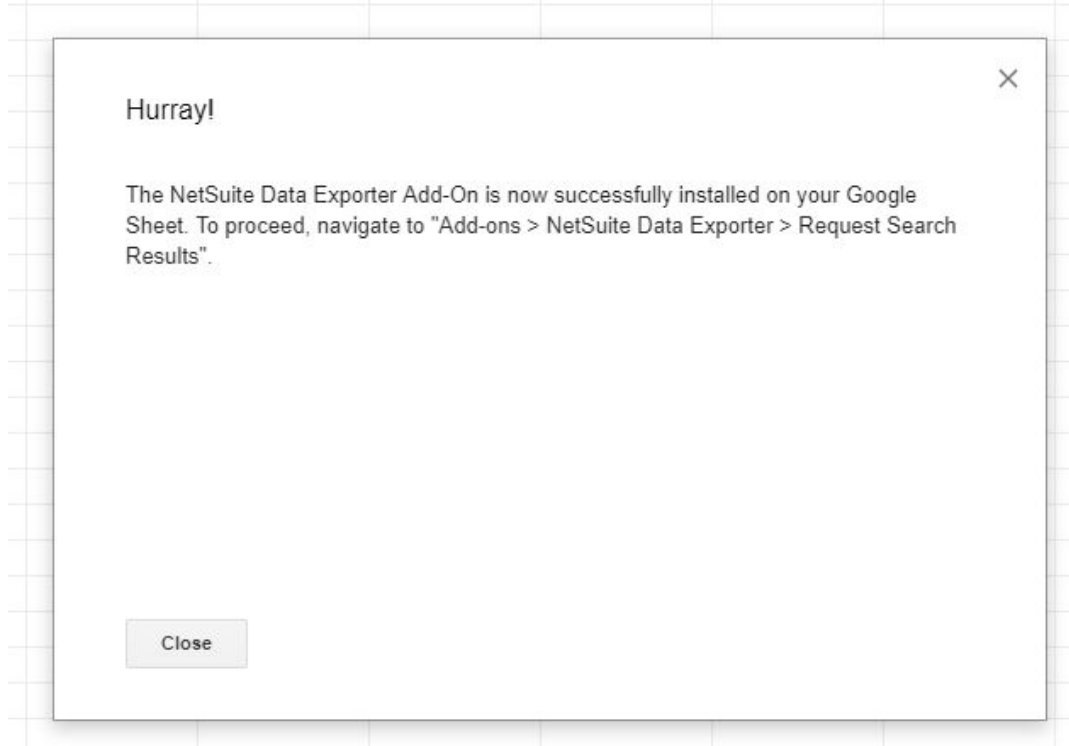 Hurray!
The NetSuite Data Exporter Add-On is now successfully installed on your Google
Sheet. To proceed, navigate to "Add-ons > NetSuite Data Exporter > Request Search
Results".
Close